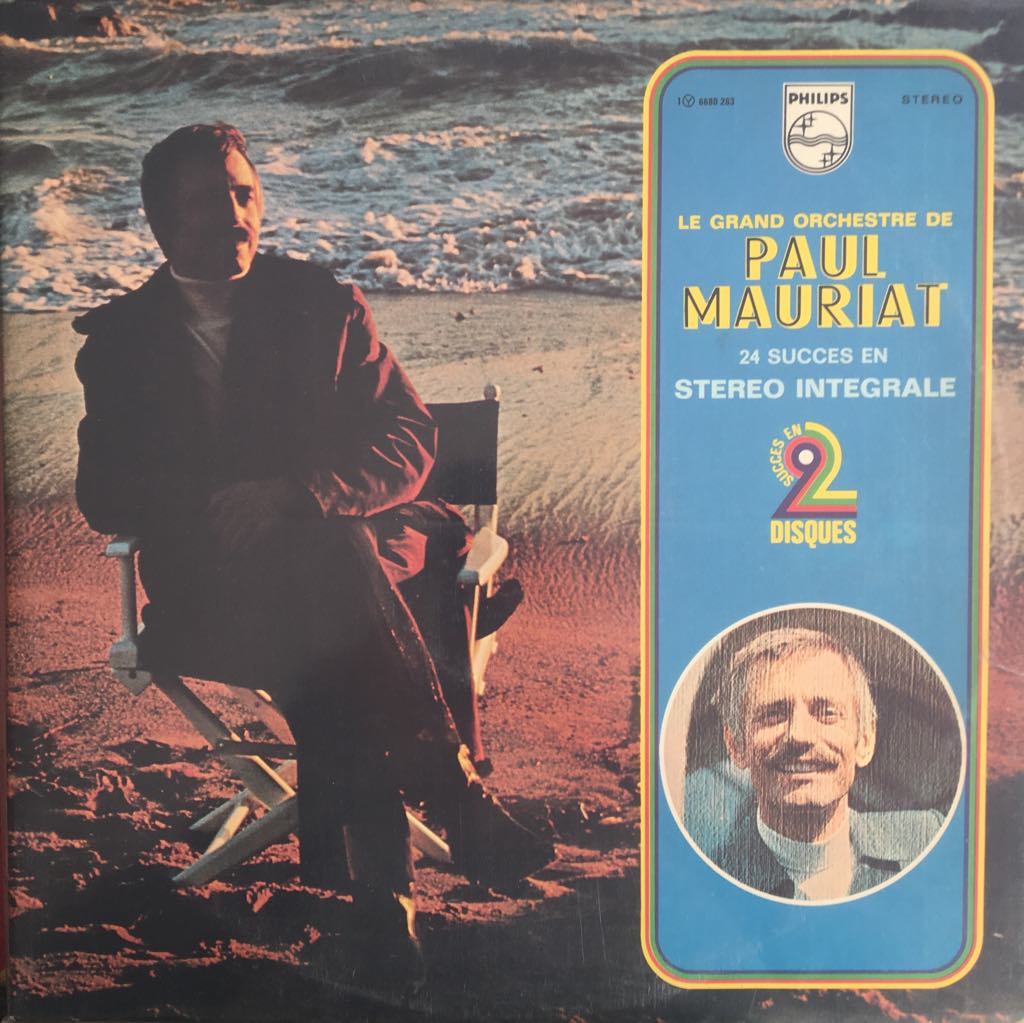 1 Y 6680 263
PHILIPS
STEREO
LE GRAND ORCHESTRE DE
PAUL
MAURIAT
24 SUCCES EN
STEREO INTEGRALE
SUCCES EN
2
DISQUES